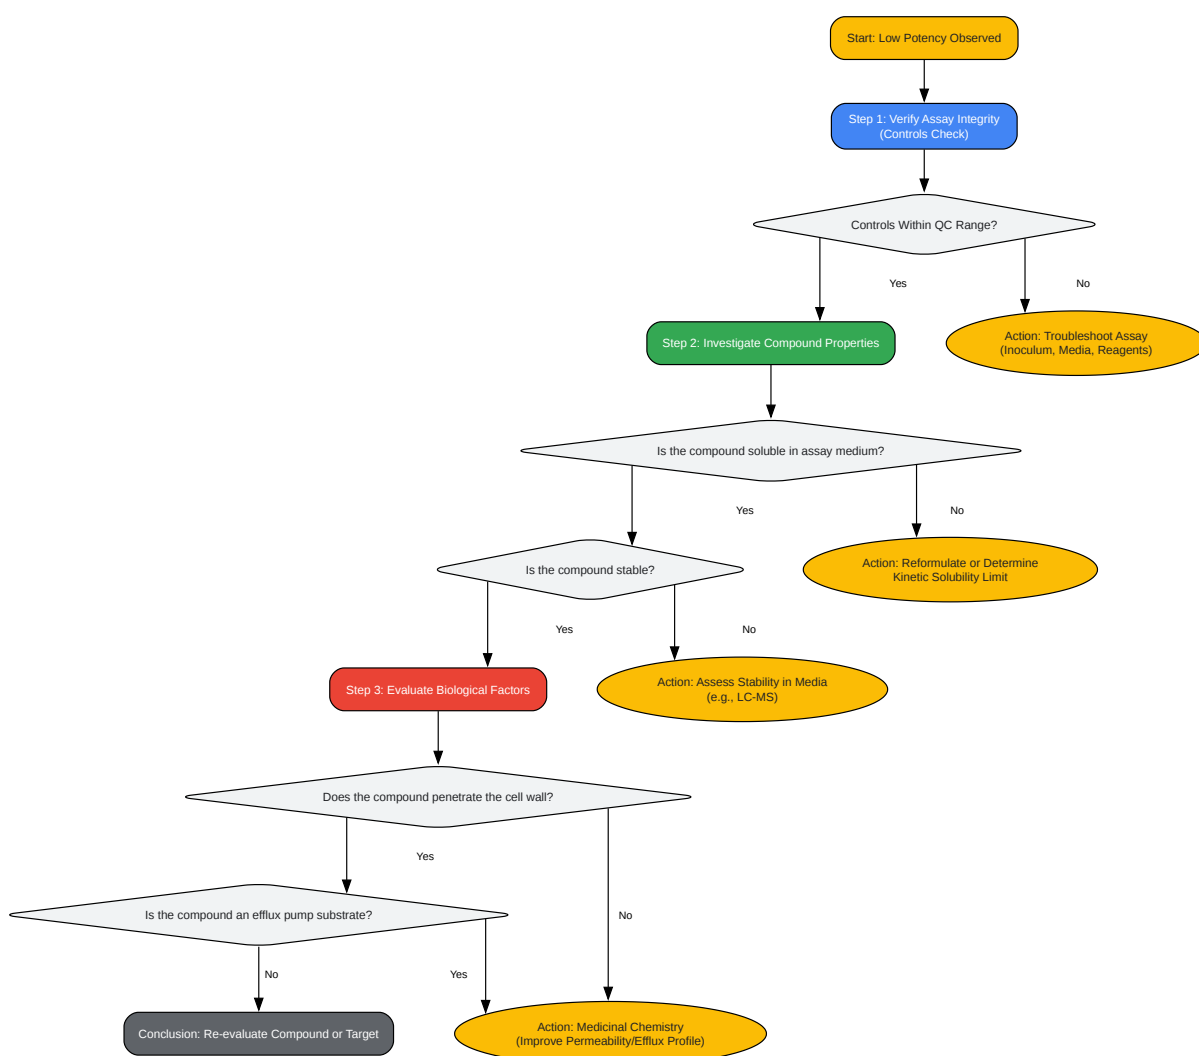 Start: Low Potency Observed
Step 1: Verify Assay Integrity
(Controls Check)
Controls Within QC Range?
Yes
No
Step 2: Investigate Compound Properties
Action: Troubleshoot Assay
(Inoculum, Media, Reagents)
Is the compound soluble in assay medium?
Yes
No
Is the compound stable?
Action: Reformulate or Determine
Kinetic Solubility Limit
Yes
No
Step 3: Evaluate Biological Factors
Action: Assess Stability in Media
(e.g., LC-MS)
Does the compound penetrate the cell wall?
Yes
Is the compound an efflux pump substrate?
No
No
Yes
Conclusion: Re-evaluate Compound or Target
Action: Medicinal Chemistry
(Improve Permeability/Efflux Profile)